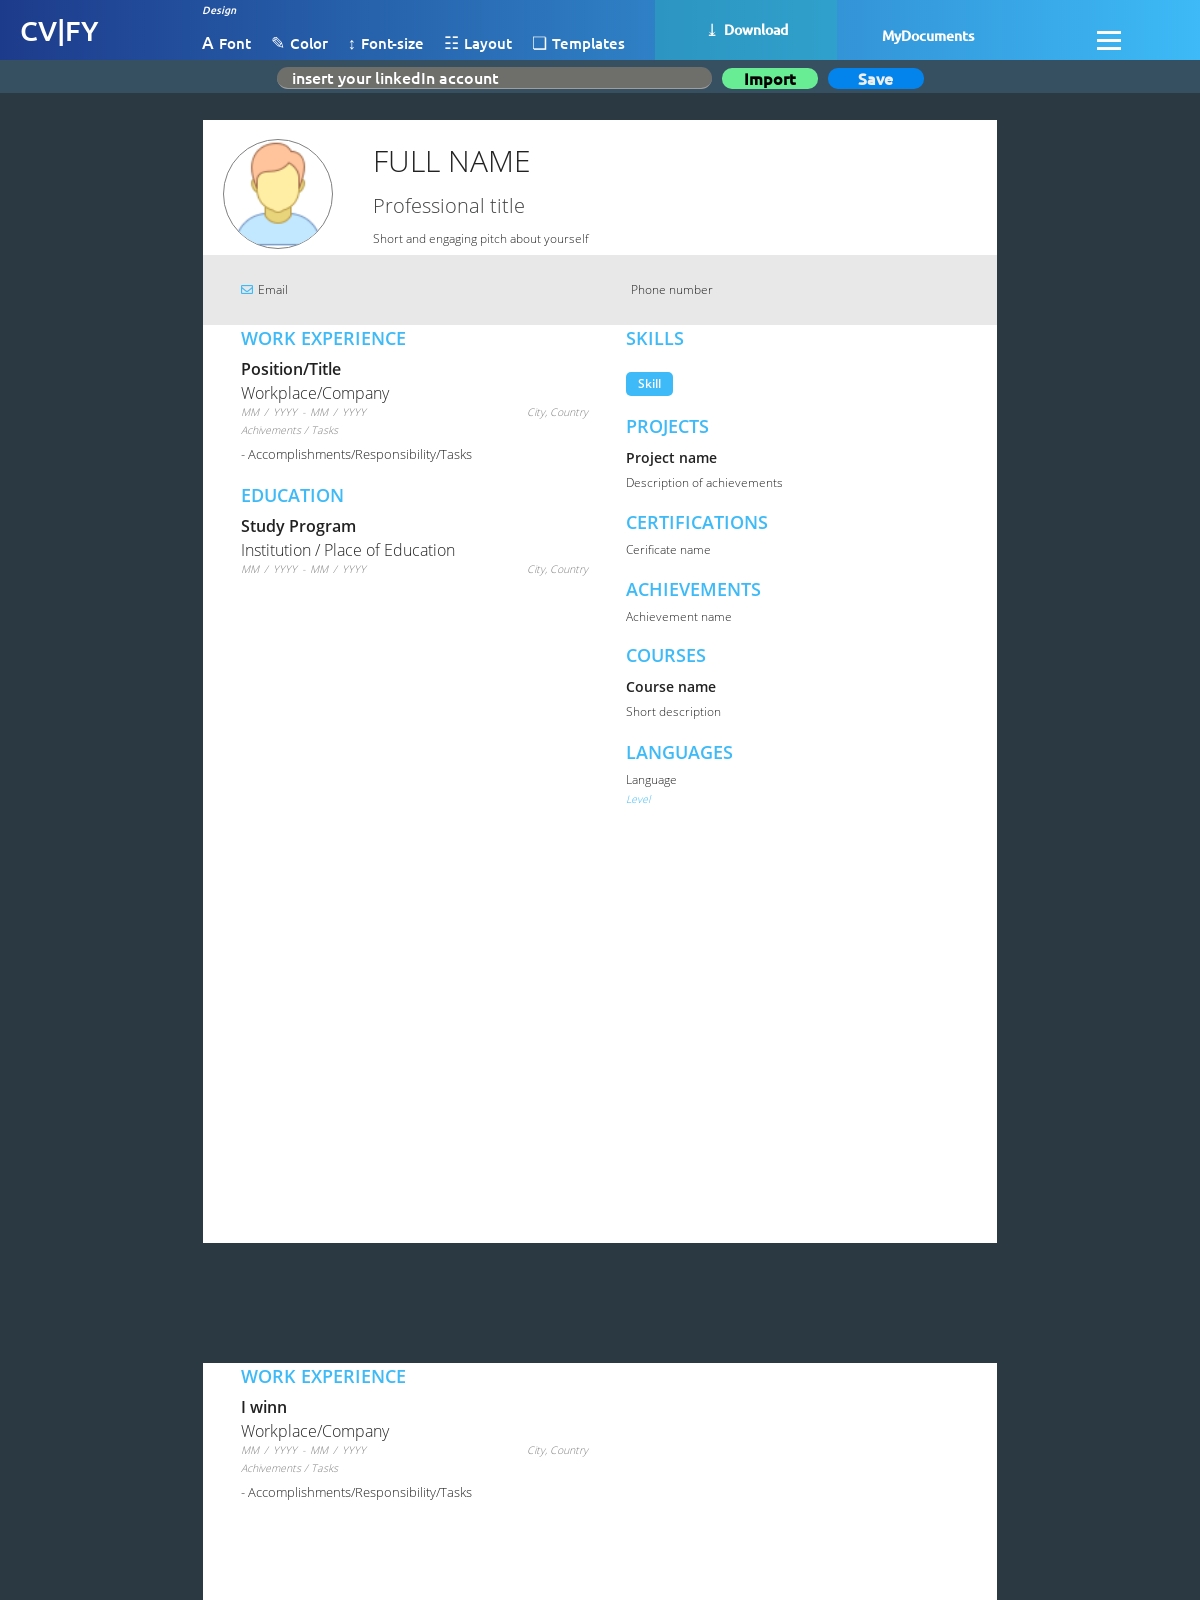 CV|FY
Design
A Font Color Font-size Layout Templates
Download
MyDocuments
insert your linkedIn account
Import
Save
FULL NAME
Professional title
Short and engaging pitch about yourself
Email
Phone number
WORK EXPERIENCE
Position/Title
Workplace/Company
MM / YYYY - MM / YYYY City, Country
Achivements / Tasks
- Accomplishments/Responsibility/Tasks
EDUCATION
Study Program
Institution / Place of Education
MM / YYYY - MM / YYYY City, Country
SKILLS
Skill
PROJECTS
Project name
Description of achievements
CERTIFICATIONS
Cerificate name
ACHIEVEMENTS
Achievement name
COURSES
Course name
Short description
LANGUAGES
Language
Level
WORK EXPERIENCE
I winn
Workplace/Company
MM / YYYY - MM / YYYY City, Country
Achivements / Tasks
- Accomplishments/Responsibility/Tasks